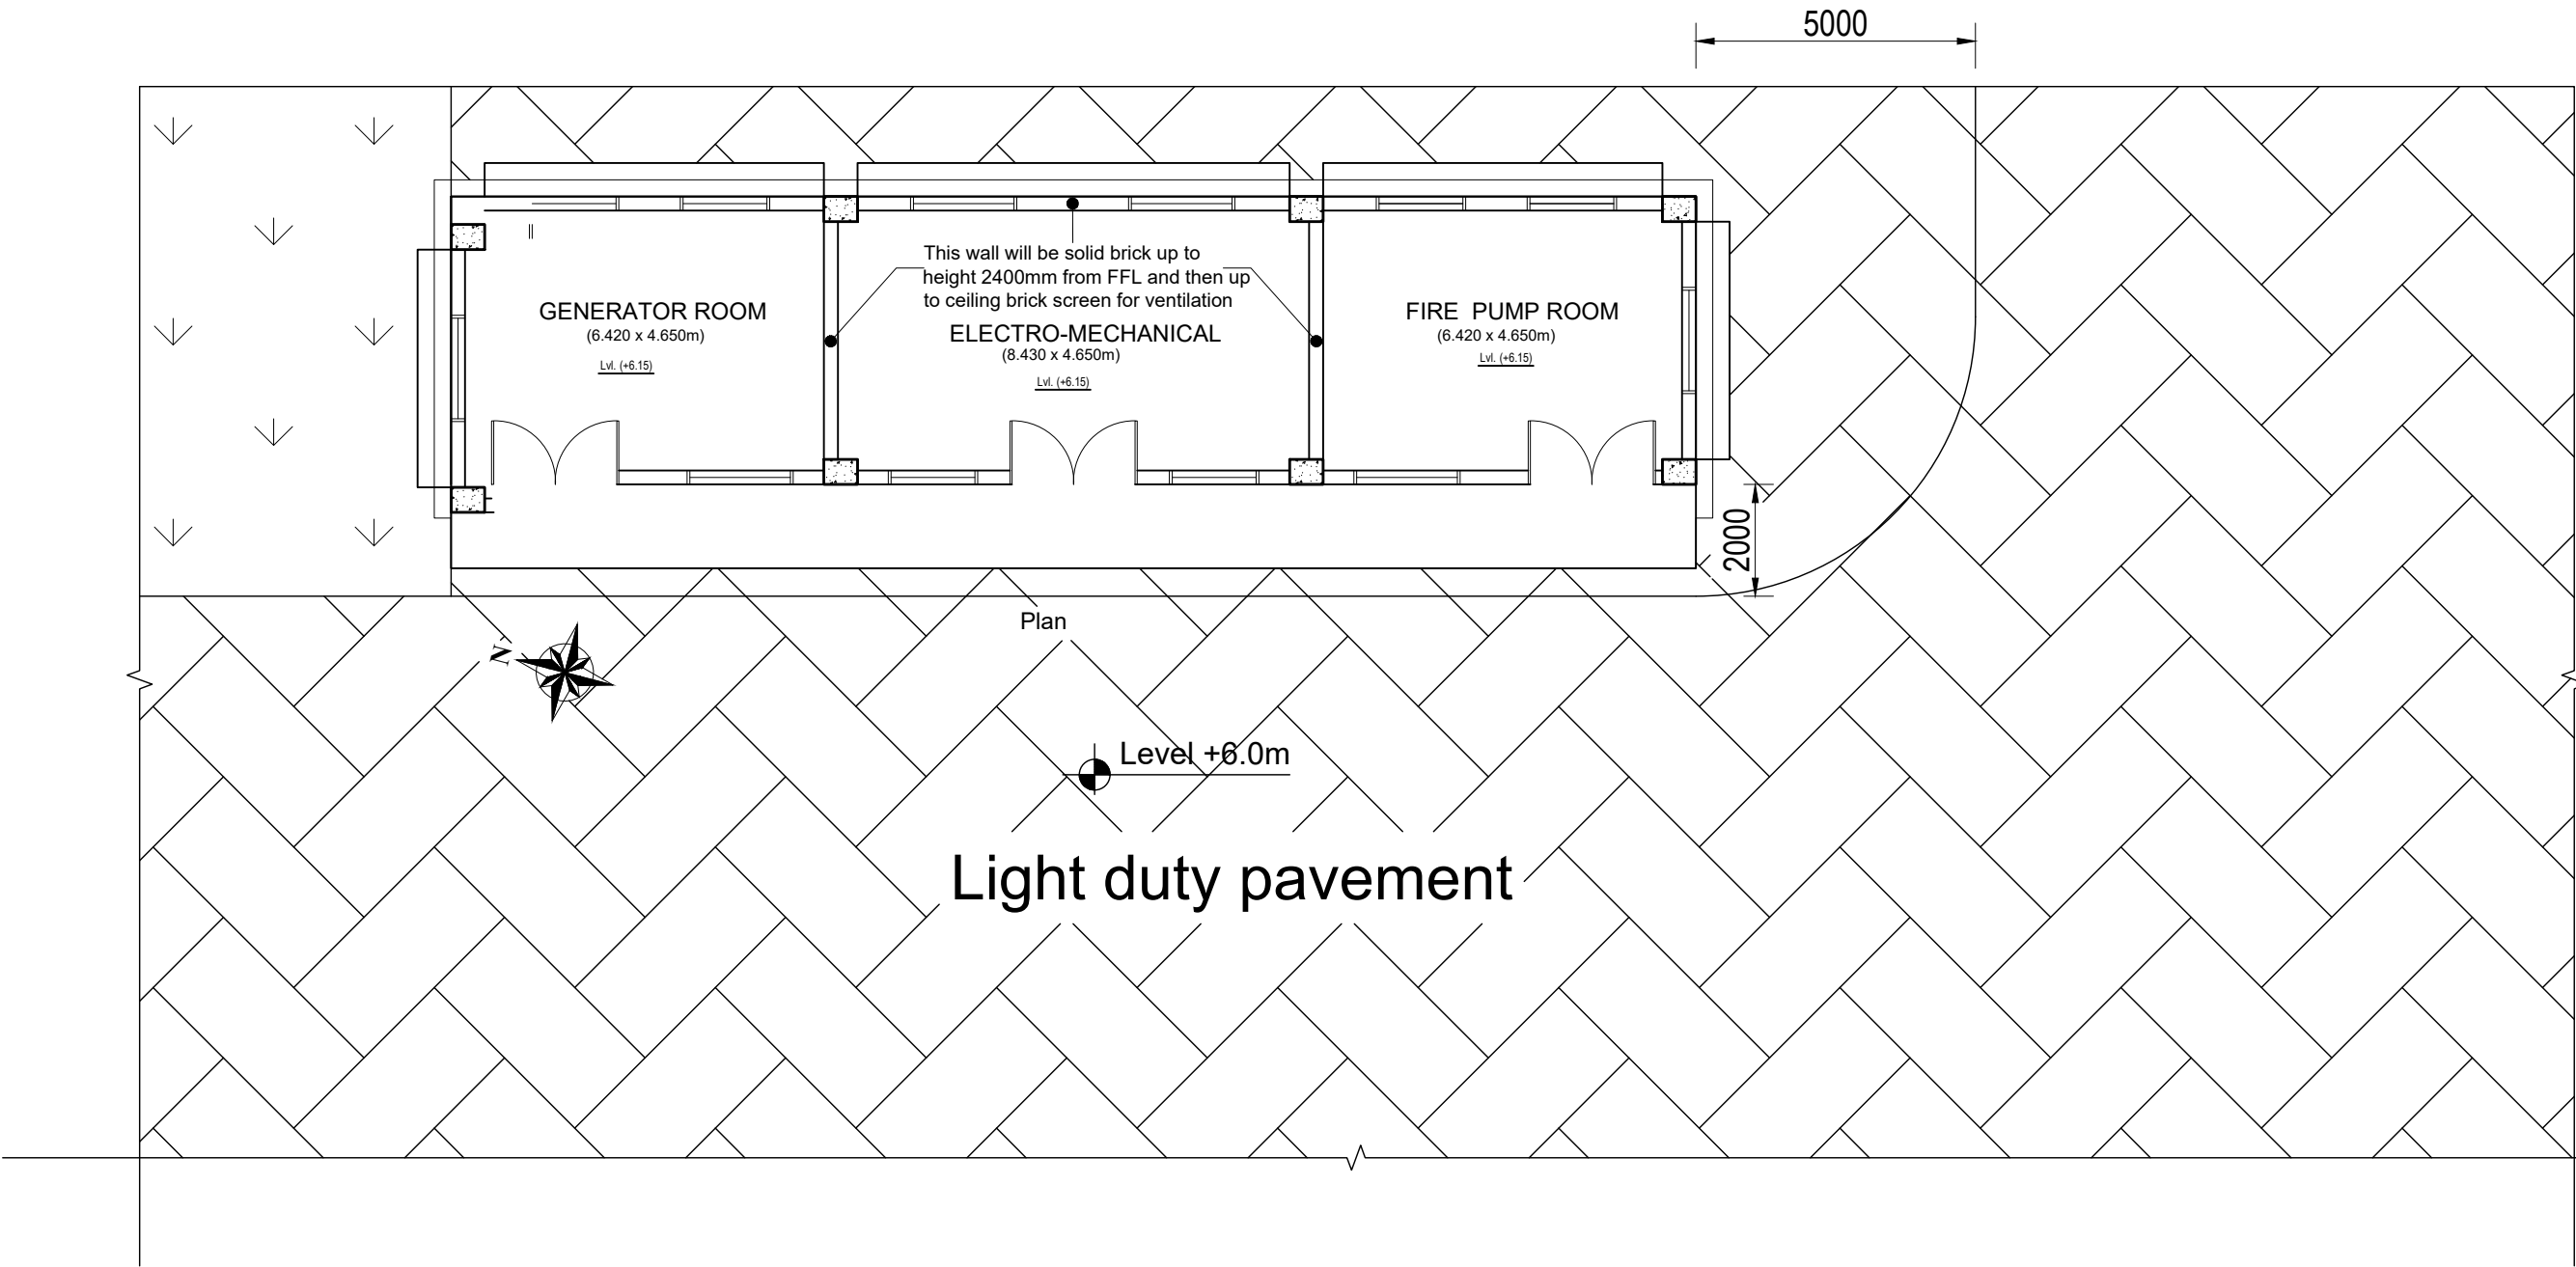 5000
This wall will be solid brick up to
height 2400mm from FFL and then up
to ceiling brick screen for ventilation
GENERATOR ROOM
(6.420 x 4.650m)
Lvl. (+6.15)
ELECTRO-MECHANICAL
(8.430 x 4.650m)
Lvl. (+6.15)
FIRE PUMP ROOM
(6.420 x 4.650m)
Lvl. (+6.15)
2000
Plan
N
Level +6.0m
Light duty pavement